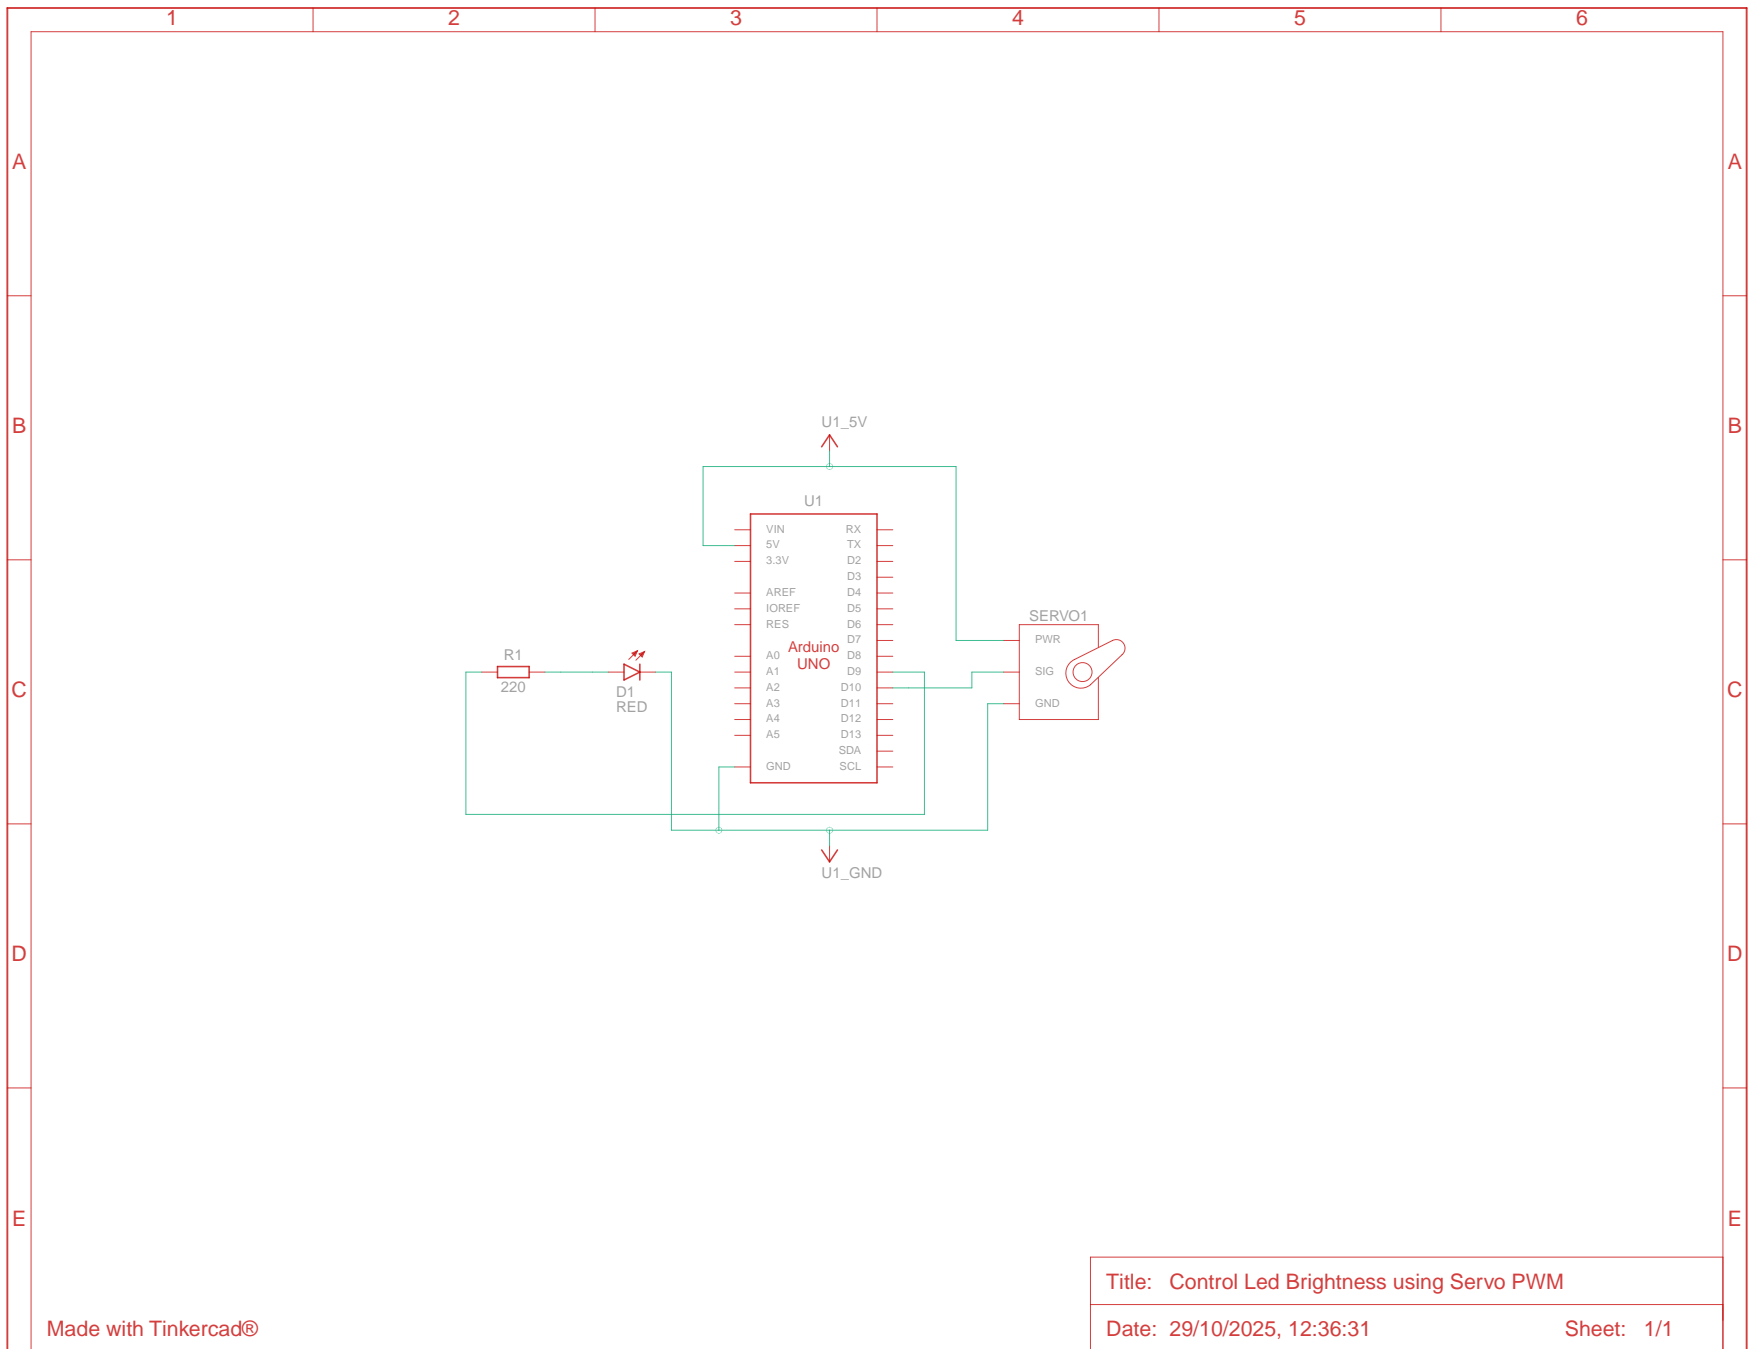 1 2 3 4 5 6
A A
B B
U1_5V
U1
VIN RX
5V TX
3.3V D2
D3
AREF D4
IOREF D5
RES D6
D7
Arduino
UNO
A0 D8
A1 D9
A2 D10
A3 D11
A4 D12
A5 D13
SDA
GND SCL
SERVO1
PWR
SIG
GND
R1
220
D1
RED
C C
U1_GND
D D
E E
Title: Control Led Brightness using Servo PWM
Made with Tinkercad®
Date: 29/10/2025, 12:36:31 Sheet: 1/1